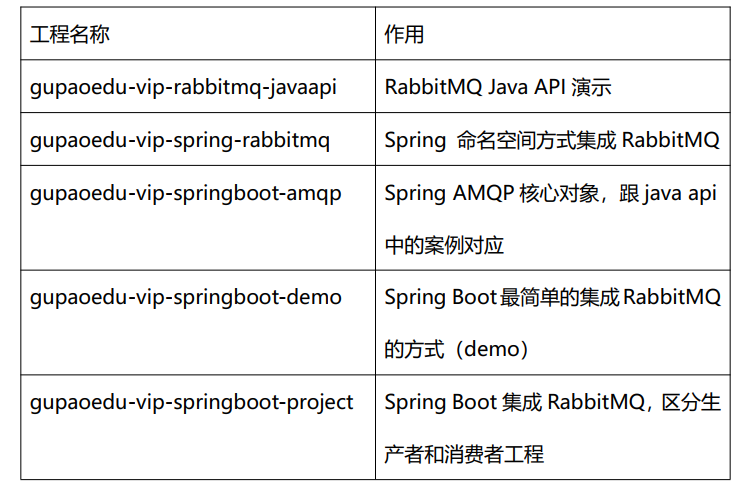 工程名称 作用
gupaoedu-vip-rabbitmq-javaapi RabbitMQ Java API 演示
gupaoedu-vip-spring-rabbitmq Spring 命名空间方式集成 RabbitMQ
gupaoedu-vip-springboot-amqp Spring AMQP 核心对象，跟 java api
中的案例对应
gupaoedu-vip-springboot-demo Spring Boot 最简单的集成 RabbitMQ
的方式（demo）
gupaoedu-vip-springboot-project Spring Boot 集成 RabbitMQ，区分生
产者和消费者工程